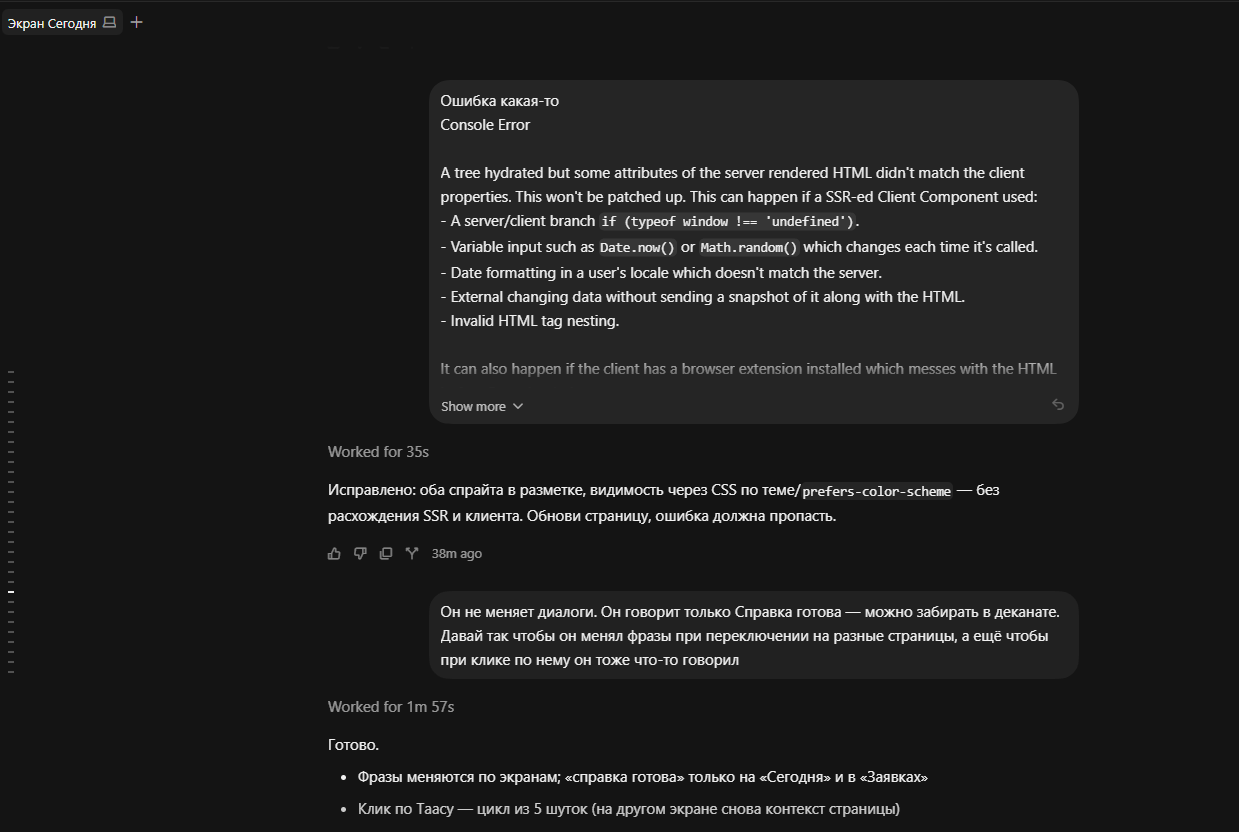 Экран Сегодня
Ошибка какая-то
Console Error
A tree hydrated but some attributes of the server rendered HTML didn't match the client
properties. This won't be patched up. This can happen if a SSR-ed Client Component used:
- A server/client branch if (typeof window !== 'undefined').
- Variable input such as Date.now() or Math.random() which changes each time it's called.
- Date formatting in a user's locale which doesn't match the server.
- External changing data without sending a snapshot of it along with the HTML.
- Invalid HTML tag nesting.
It can also happen if the client has a browser extension installed which messes with the HTML
Show more
Worked for 35s
Исправлено: оба спрайта в разметке, видимость через CSS по теме/prefers-color-scheme — без
расхождения SSR и клиента. Обнови страницу, ошибка должна пропасть.
38m ago
Он не меняет диалоги. Он говорит только Справка готова — можно забирать в деканате.
Давай так чтобы он менял фразы при переключении на разные страницы, а ещё чтобы
при клике по нему он тоже что-то говорил
Worked for 1m 57s
Готово.
• Фразы меняются по экранам; «справка готова» только на «Сегодня» и в «Заявках»
• Клик по Таасу — цикл из 5 шуток (на другом экране снова контекст страницы)